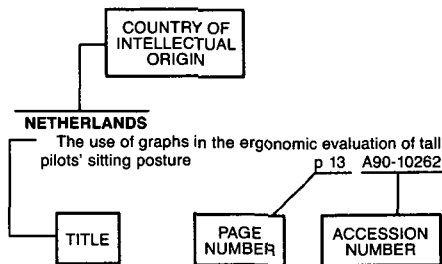 COUNTRY OF
INTELLECTUAL
ORIGIN
NETHERLANDS
The use of graphs in the ergonomic evaluation of tall
pilots' sitting posture
p 13 A90-10262
TITLE
PAGE
NUMBER
ACCESSION
NUMBER